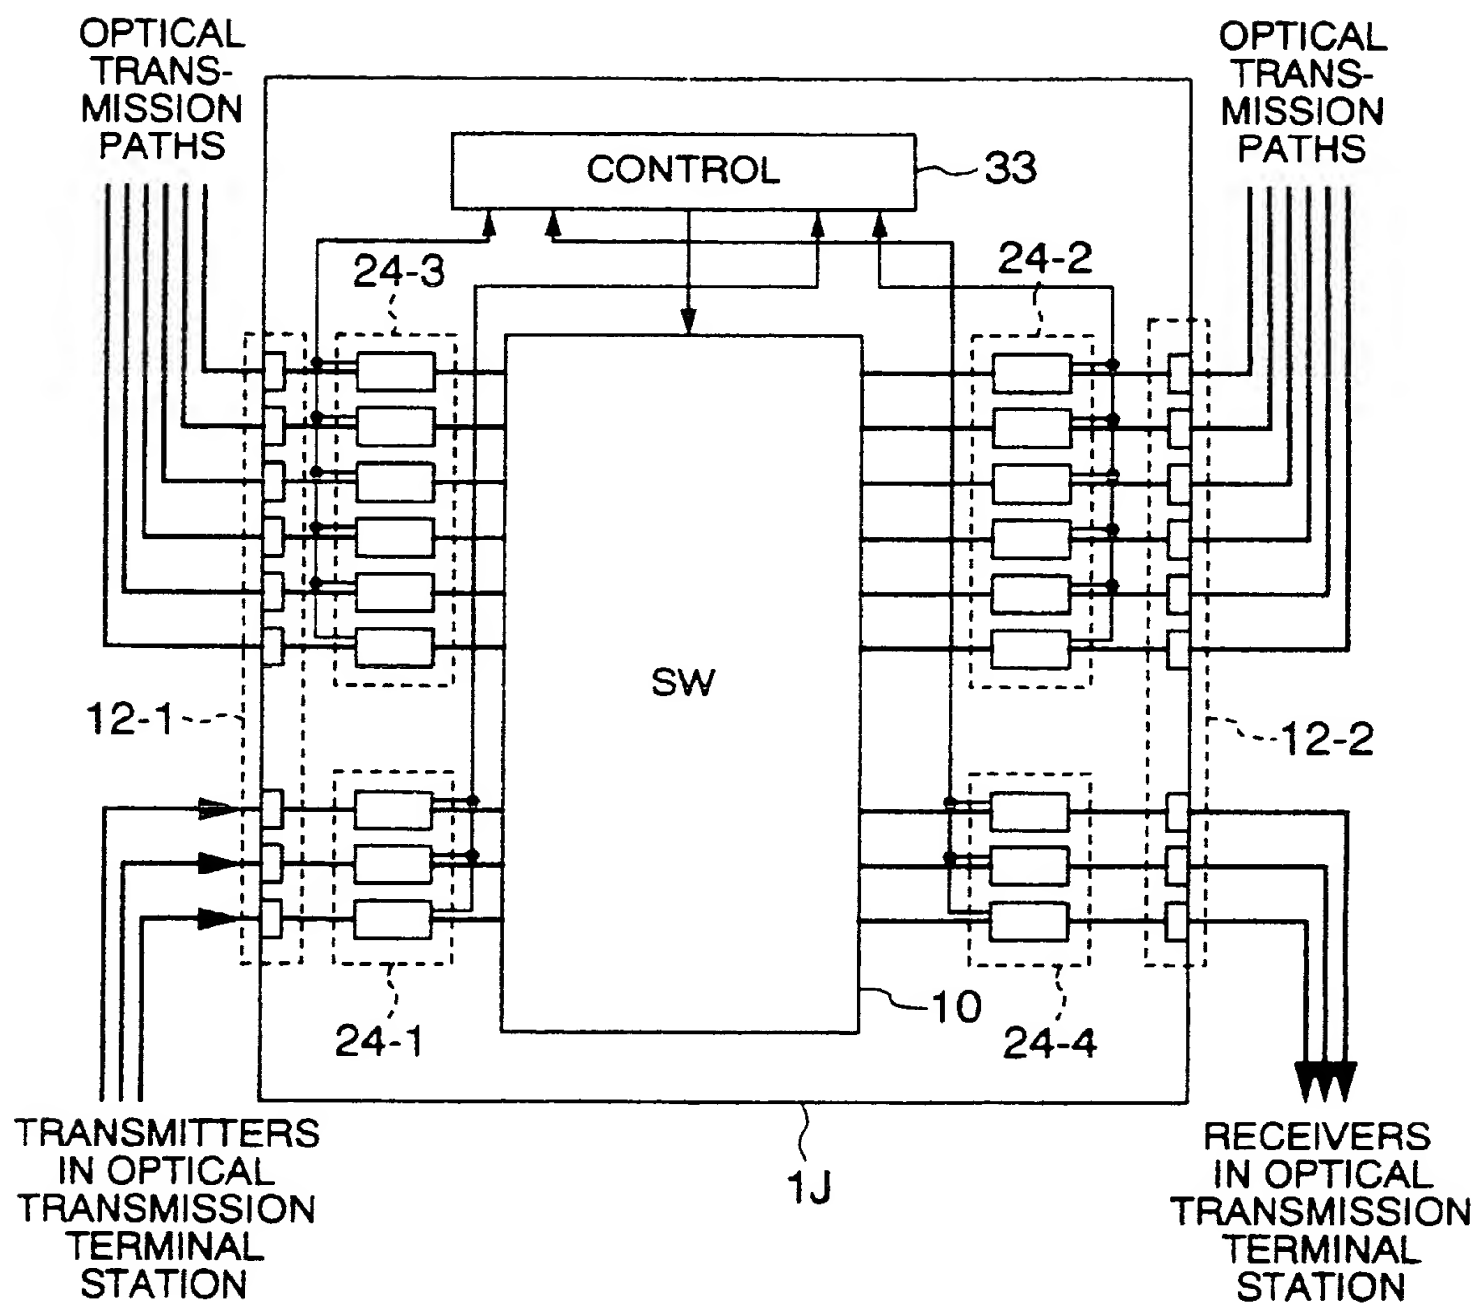 OPTICAL
TRANS-
MISSION
PATHS
OPTICAL
TRANS-
MISSION
PATHS
CONTROL
33
24-3
24-2
SW
12-1
12-2
24-1
10
24-4
1J
TRANSMITTERS
IN OPTICAL
TRANSMISSION
TERMINAL
STATION
RECEIVERS
IN OPTICAL
TRANSMISSION
TERMINAL
STATION